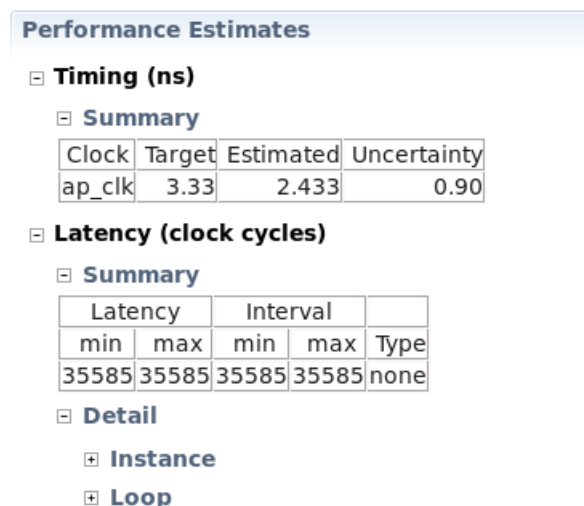 Performance Estimates
Timing (ns)
Summary
Clock Target Estimated Uncertainty
ap_clk 3.33 2.433 0.90
Latency (clock cycles)
Summary
Latency Interval
min max min max Type
35585 35585 35585 35585 none
Detail
Instance
Loop